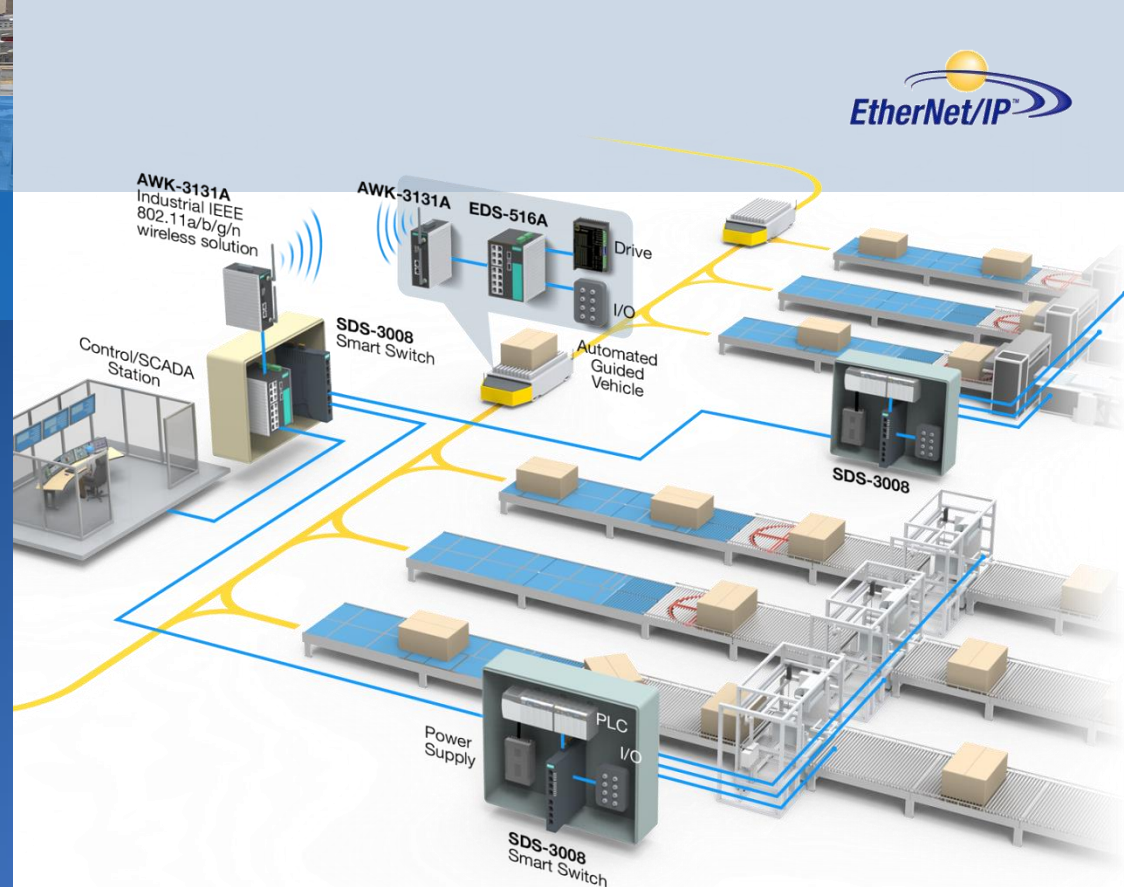 EtherNet/IP™
AWK-3131A
Industrial IEEE
802.11a/b/g/n
wireless solution
AWK-3131A
EDS-516A
Drive
I/O
SDS-3008
Smart Switch
Automated
Guided
Vehicle
Control/SCADA
Station
SDS-3008
PLC
I/O
Power
Supply
SDS-3008
Smart Switch